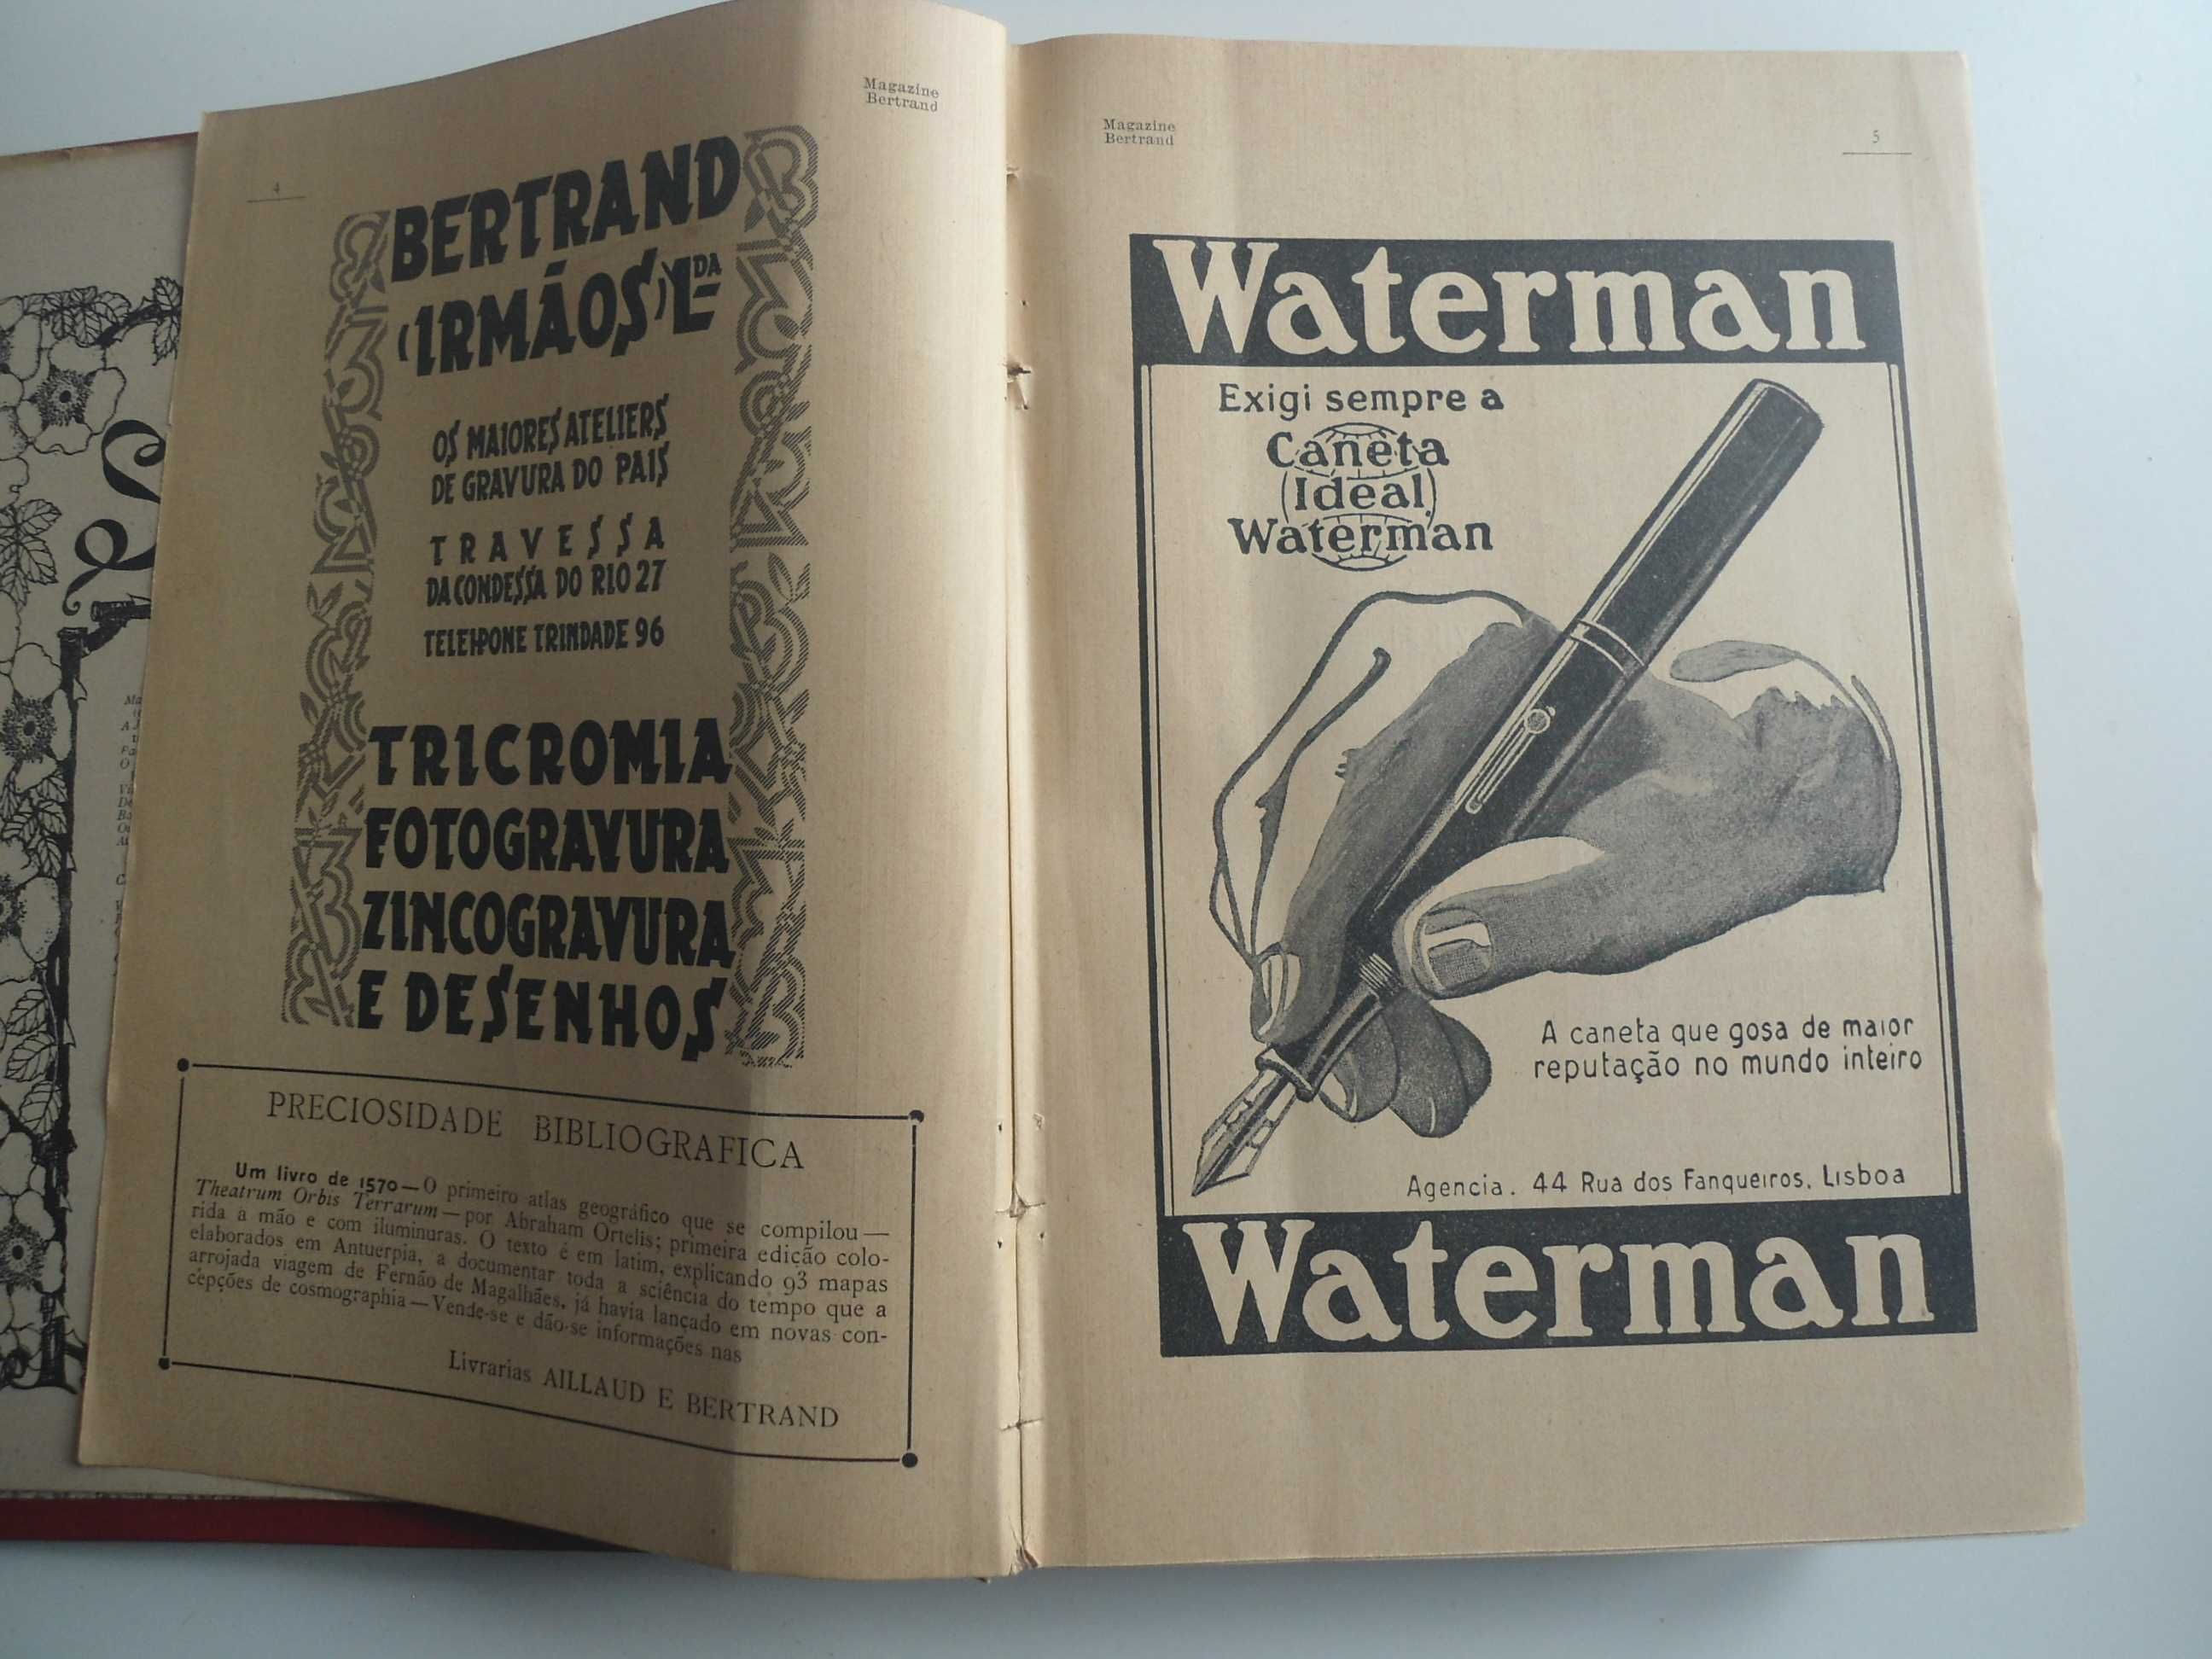 Magazine
Bertrand
4
BERTRAND
(IRMÃOS) LDA
OS MAIORES ATELIERS
DE GRAVURA DO PAIS
TRAVESSA
DA CONDESSA DO RIO 27
TELEPHONE TRINDADE 96
TRICROMIA
FOTOGRAVURA
ZINCOGRAVURA
E DESENHOS
PRECIOSIDADE BIBLIOGRAFICA
Um livro de 1570—O primeiro atlas geográfico que se compilou—
Theatrum Orbis Terrarum—por Abraham Ortelis; primeira edição colo-
rida à mão e com iluminuras. O texto é em latim, explicando 93 mapas
elaborados em Antuerpia, a documentar toda a sciência do tempo que a
arrojada viagem de Fernão de Magalhães, já havia lançado em novas con-
cepções de cosmographia—Vende-se e dão-se informações nas
Livrarias AILLAUD E BERTRAND
Magazine
Bertrand
5
Waterman
Exigi sempre a
Caneta
Ideal
Waterman
A caneta que gosa de maior
reputação no mundo inteiro
Agencia. 44 Rua dos Fanqueiros. Lisboa
Waterman